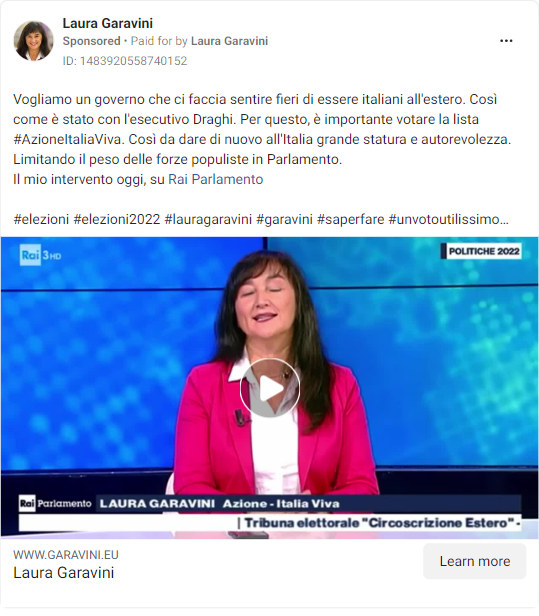 Laura Garavini
Sponsored • Paid for by Laura Garavini
ID: 1483920558740152
Vogliamo un governo che ci faccia sentire fieri di essere italiani all'estero. Così
come è stato con l'esecutivo Draghi. Per questo, è importante votare la lista
#AzioneItaliaViva. Così da dare di nuovo all'Italia grande statura e autorevolezza.
Limitando il peso delle forze populiste in Parlamento.
Il mio intervento oggi, su Rai Parlamento
#elezioni #elezioni2022 #lauragaravini #garavini #saperfare #unvotoutilissimo...
Rai 3HD
POLITICHE 2022
Rai Parlamento LAURA GARAVINI Azione - Italia Viva
| Tribuna elettorale "Circoscrizione Estero" -
WWW.GARAVINI.EU
Laura Garavini
Learn more